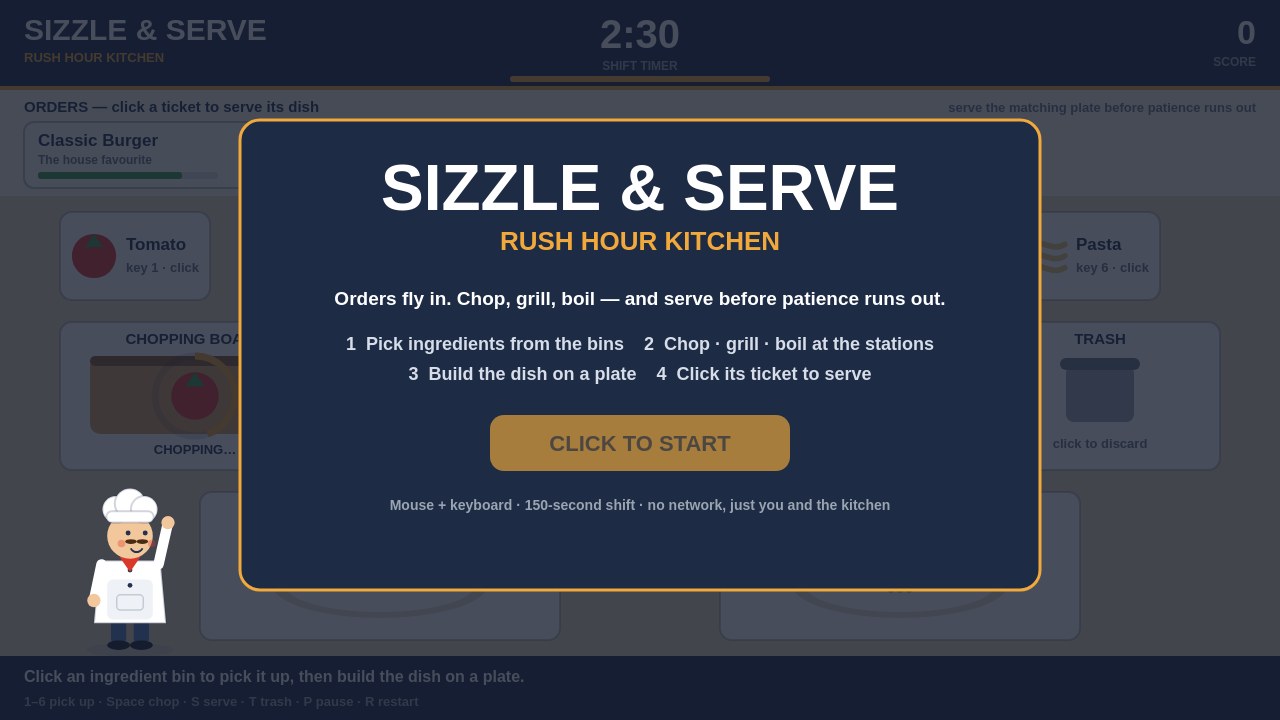 SIZZLE & SERVE
RUSH HOUR KITCHEN
2:30
SHIFT TIMER
0
SCORE
ORDERS — click a ticket to serve its dish
serve the matching plate before patience runs out
Classic Burger
The house favourite
Tomato
key 1 · click
Pasta
key 6 · click
SIZZLE & SERVE
RUSH HOUR KITCHEN
Orders fly in. Chop, grill, boil — and serve before patience runs out.
1 Pick ingredients from the bins 2 Chop · grill · boil at the stations
3 Build the dish on a plate 4 Click its ticket to serve
CLICK TO START
Mouse + keyboard · 150-second shift · no network, just you and the kitchen
CHOPPING BOA
CHOPPING…
TRASH
click to discard
Click an ingredient bin to pick it up, then build the dish on a plate.
1–6 pick up · Space chop · S serve · T trash · P pause · R restart